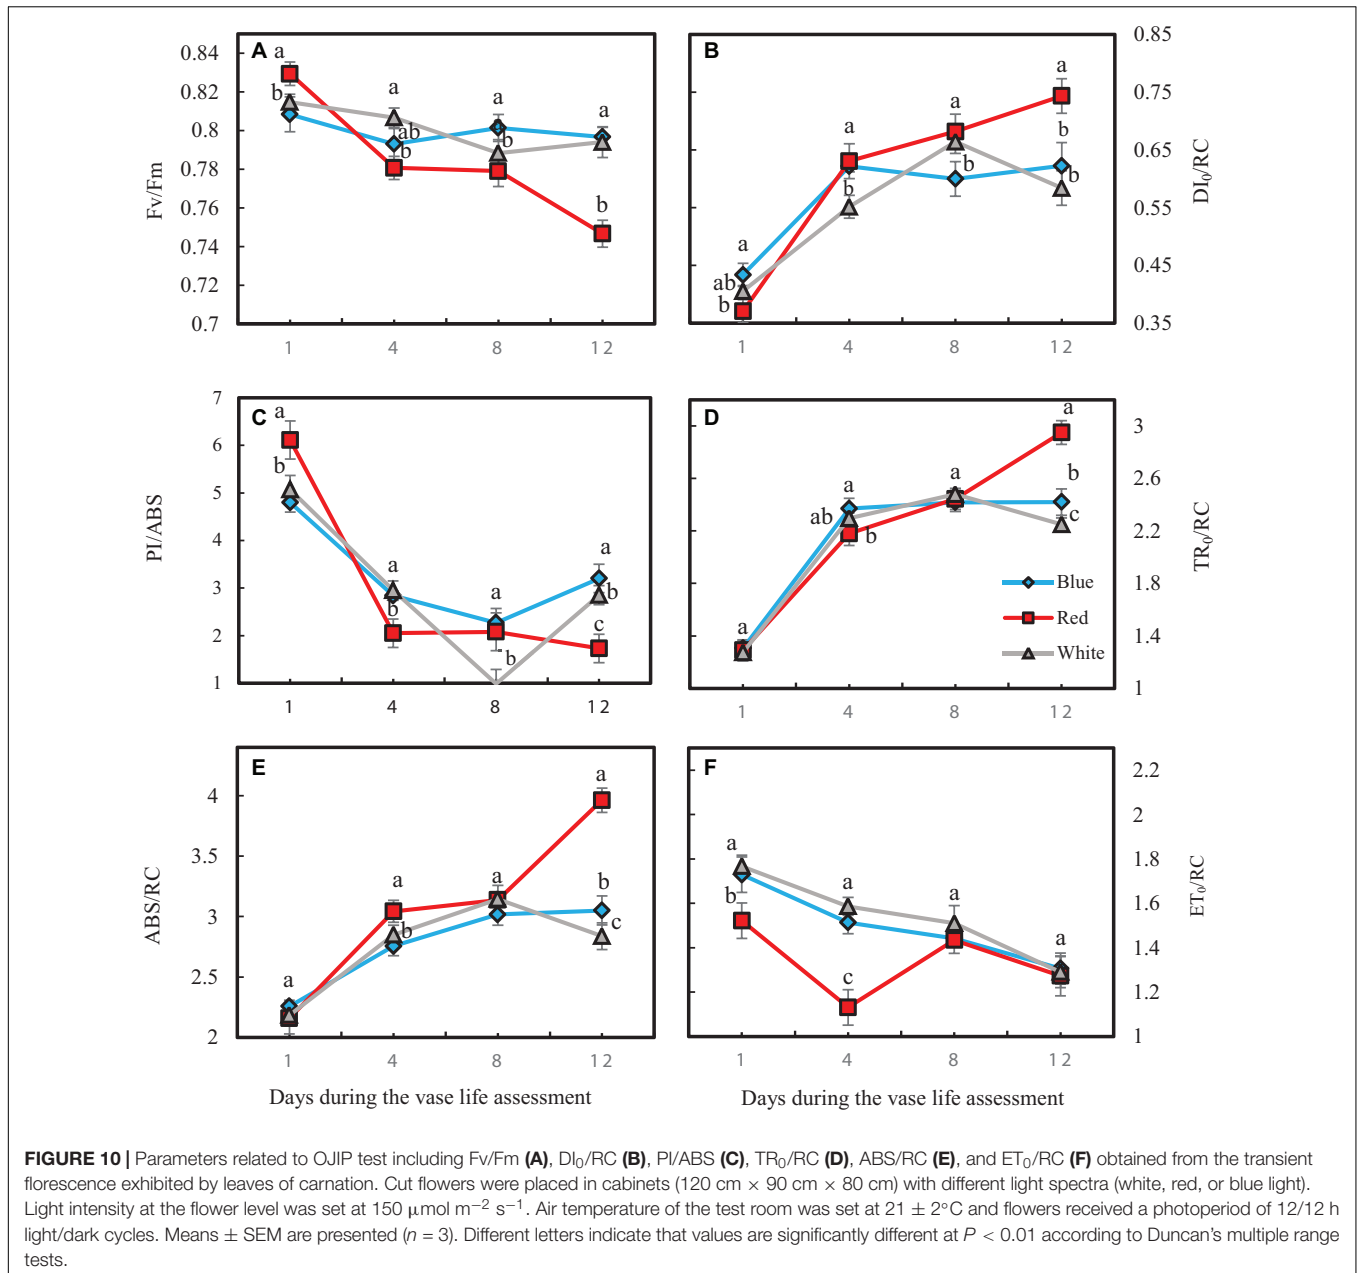 A
Fv/Fm
0.84
0.82
0.8
0.78
0.76
0.74
0.72
0.7
a
b
a
ab
b
a
b
a
b
1
4
8
12
B
DI0/RC
0.85
0.75
0.65
0.55
0.45
0.35
a
ab
b
a
b
a
b
a
b
b
1
4
8
12
C
PI/ABS
7
6
5
4
3
2
1
a
b
a
b
a
b
a
b
c
1
4
8
12
D
TR0/RC
3
2.6
2.2
1.8
1.4
1
a
a
ab
b
a
a
b
c
Blue
Red
White
1
4
8
12
E
ABS/RC
4
3.5
3
2.5
2
a
a
b
a
a
b
c
1
4
8
12
Days during the vase life assessment
F
ET0/RC
2.2
2
1.8
1.6
1.4
1.2
1
a
b
a
c
a
a
1
4
8
12
Days during the vase life assessment
FIGURE 10 | Parameters related to OJIP test including Fv/Fm (A), DI0/RC (B), PI/ABS (C), TR0/RC (D), ABS/RC (E), and ET0/RC (F) obtained from the transient
florescence exhibited by leaves of carnation. Cut flowers were placed in cabinets (120 cm × 90 cm × 80 cm) with different light spectra (white, red, or blue light).
Light intensity at the flower level was set at 150 μmol m−2 s−1. Air temperature of the test room was set at 21 ± 2°C and flowers received a photoperiod of 12/12 h
light/dark cycles. Means ± SEM are presented (n = 3). Different letters indicate that values are significantly different at P < 0.01 according to Duncan's multiple range
tests.